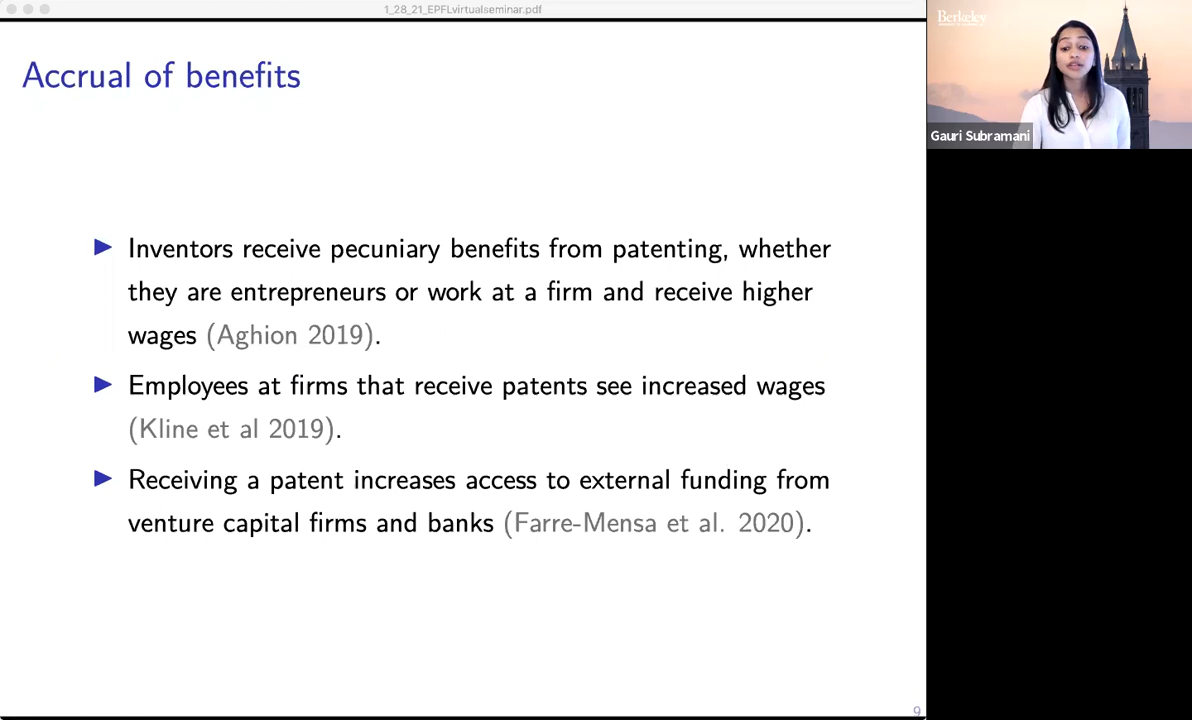 1_28_21_EPFLvirtualseminar.pdf
Accrual of benefits
Inventors receive pecuniary benefits from patenting, whether
they are entrepreneurs or work at a firm and receive higher
wages (Aghion 2019).
Employees at firms that receive patents see increased wages
(Kline et al 2019).
Receiving a patent increases access to external funding from
venture capital firms and banks (Farre-Mensa et al. 2020).
9
Berkeley
Gauri Subramani